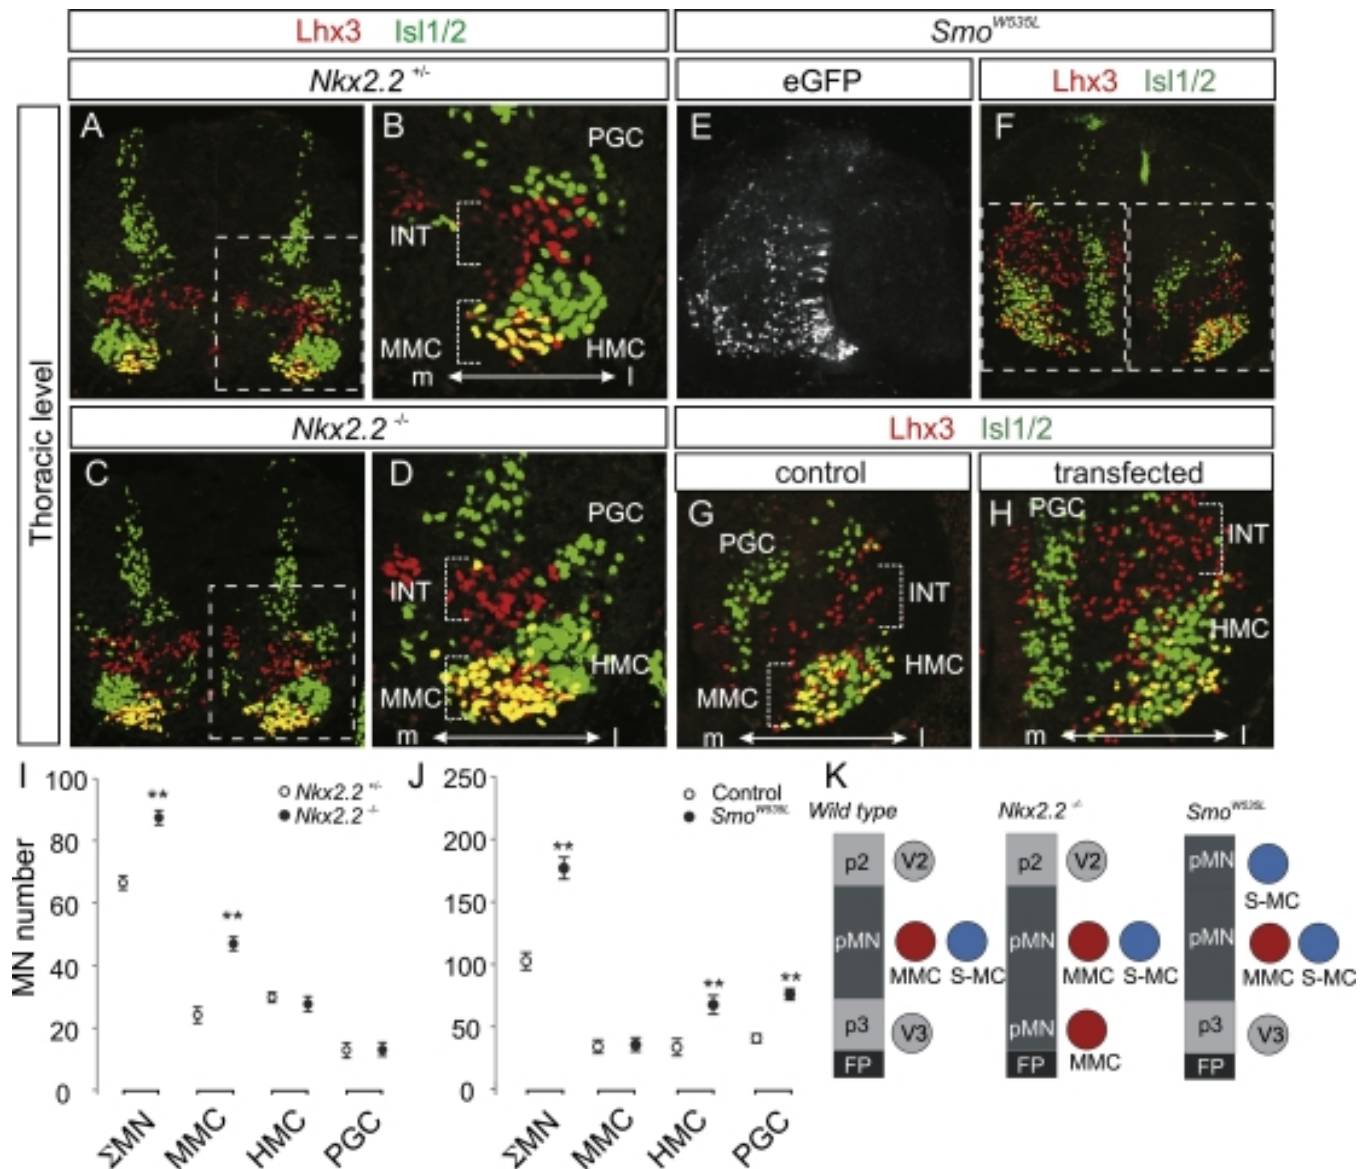 Lhx3 Isl1/2
Smo^W535L
Nkx2.2 +/-
eGFP
Lhx3 Isl1/2
Thoracic level
A
B
PGC
INT
MMC
HMC
m
l
E
F
Nkx2.2 -/-
Lhx3 Isl1/2
control
transfected
C
D
PGC
INT
MMC
HMC
m
l
G
PGC
INT
HMC
MMC
m
l
H
PGC
INT
HMC
m
l
I
MN number
100
80
60
40
20
0
Nkx2.2 +/-
Nkx2.2 -/-
**
**
ΣMN
MMC
HMC
PGC
J
250
200
150
100
50
0
Control
Smo^W535L
**
**
**
ΣMN
MMC
HMC
PGC
K
Wild type
Nkx2.2 -/-
Smo^W535L
p2 V2
pMN
MMC S-MC
p3 V3
FP
p2 V2
pMN
MMC S-MC
pMN
MMC
FP
pMN
S-MC
pMN
MMC S-MC
p3 V3
FP